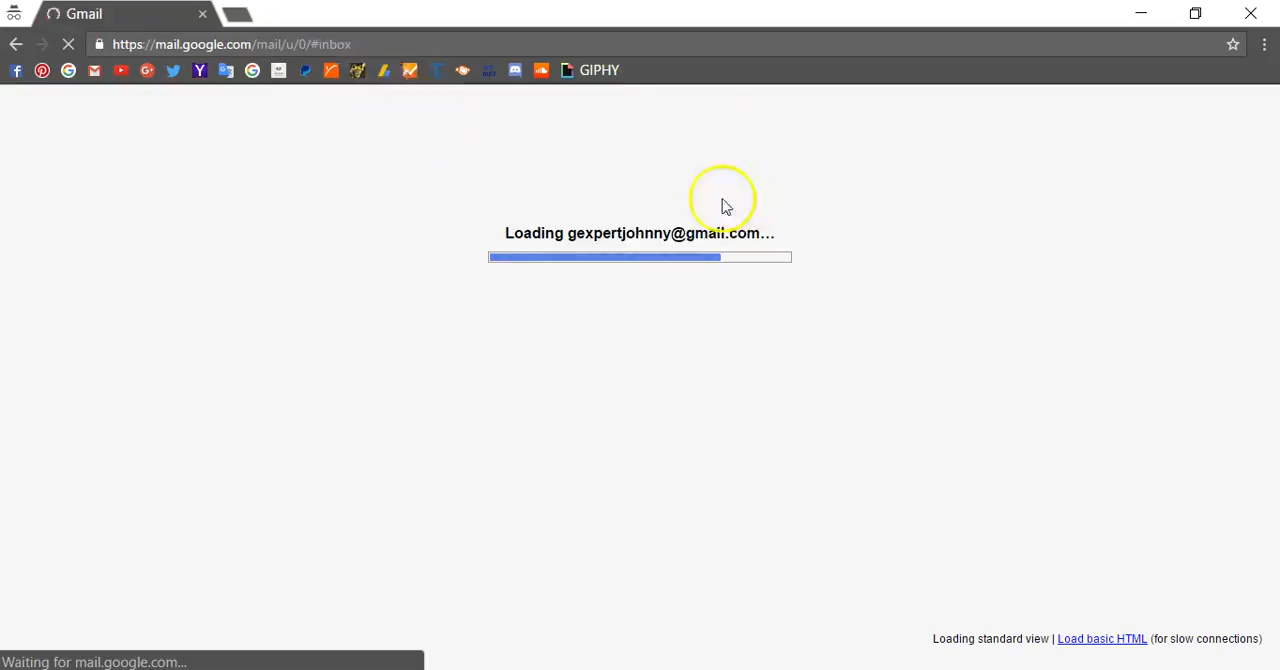 Gmail
https://mail.google.com/mail/u/0/#inbox
GIPHY
Loading gexpertjohnny@gmail.com…
Loading standard view | Load basic HTML (for slow connections)
Waiting for mail.google.com...